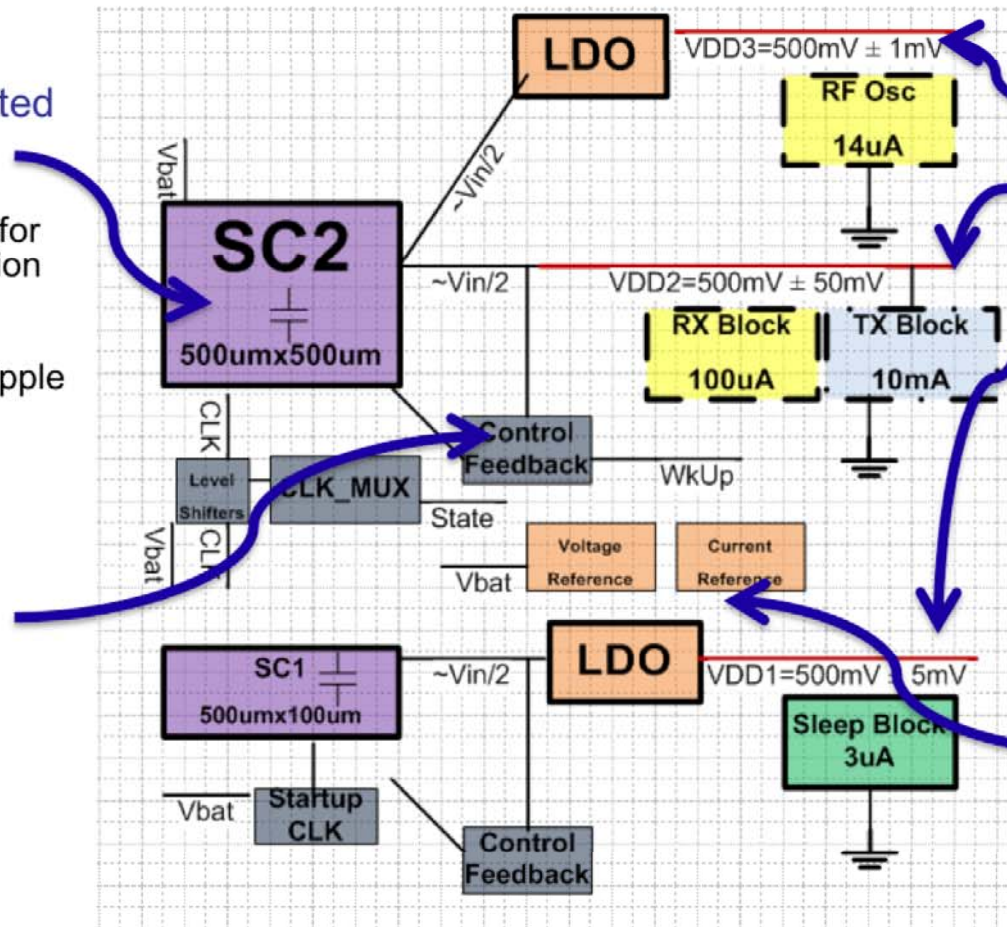 LDO
VDD3=500mV ± 1mV
ted
RF Osc
14uA
Vbat
~Vin/2
for
ion
SC2
500umx500um
~Vin/2
VDD2=500mV ± 50mV
RX Block
100uA
TX Block
10mA
pple
CLK
Control
Feedback
WkUp
Level
Shifters
CLK_MUX
State
Vbat
CLK
Vbat
Voltage
Reference
Current
Reference
SC1
500umx100um
~Vin/2
LDO
VDD1=500mV ± 5mV
Sleep Block
3uA
Vbat
Startup
CLK
Control
Feedback